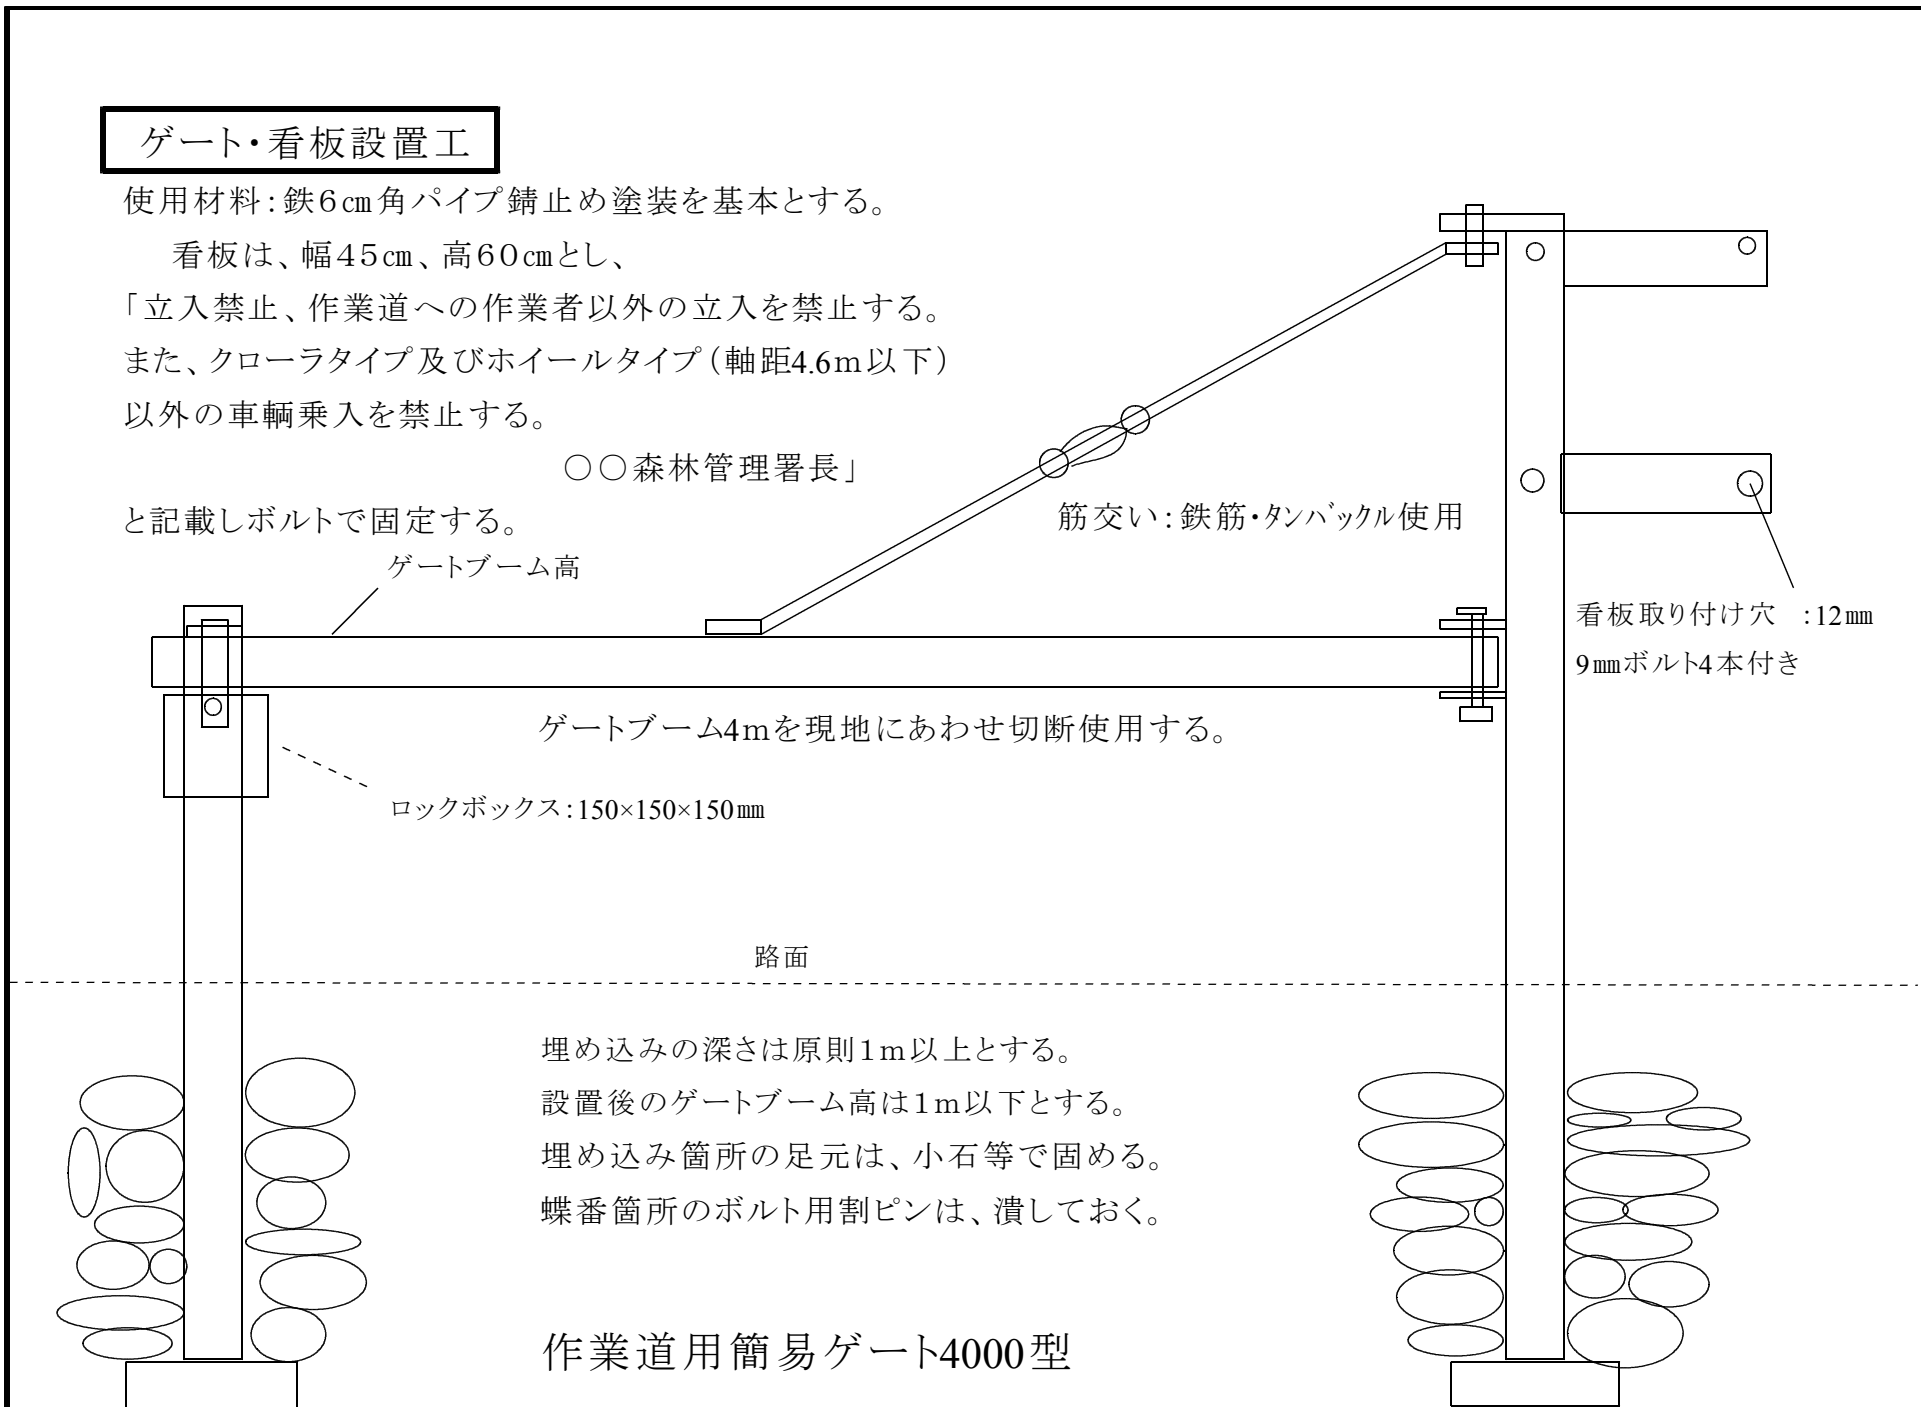 ゲート・看板設置工
使用材料：鉄６㎝角パイプ錆止め塗装を基本とする。
看板は、幅４５㎝、高６０㎝とし、
「立入禁止、作業道への作業者以外の立入を禁止する。
また、クローラタイプ及びホイールタイプ（軸距4.6ｍ以下）
以外の車輌乗入を禁止する。
〇〇森林管理署長」
と記載しボルトで固定する。
筋交い：鉄筋・タンバックル使用
ゲートブーム高
看板取り付け穴　：12㎜
9㎜ボルト4本付き
ゲートブーム4ｍを現地にあわせ切断使用する。
ロックボックス：150×150×150㎜
路面
埋め込みの深さは原則１ｍ以上とする。
設置後のゲートブーム高は１ｍ以下とする。
埋め込み箇所の足元は、小石等で固める。
蝶番箇所のボルト用割ピンは、潰しておく。
作業道用簡易ゲート4000型